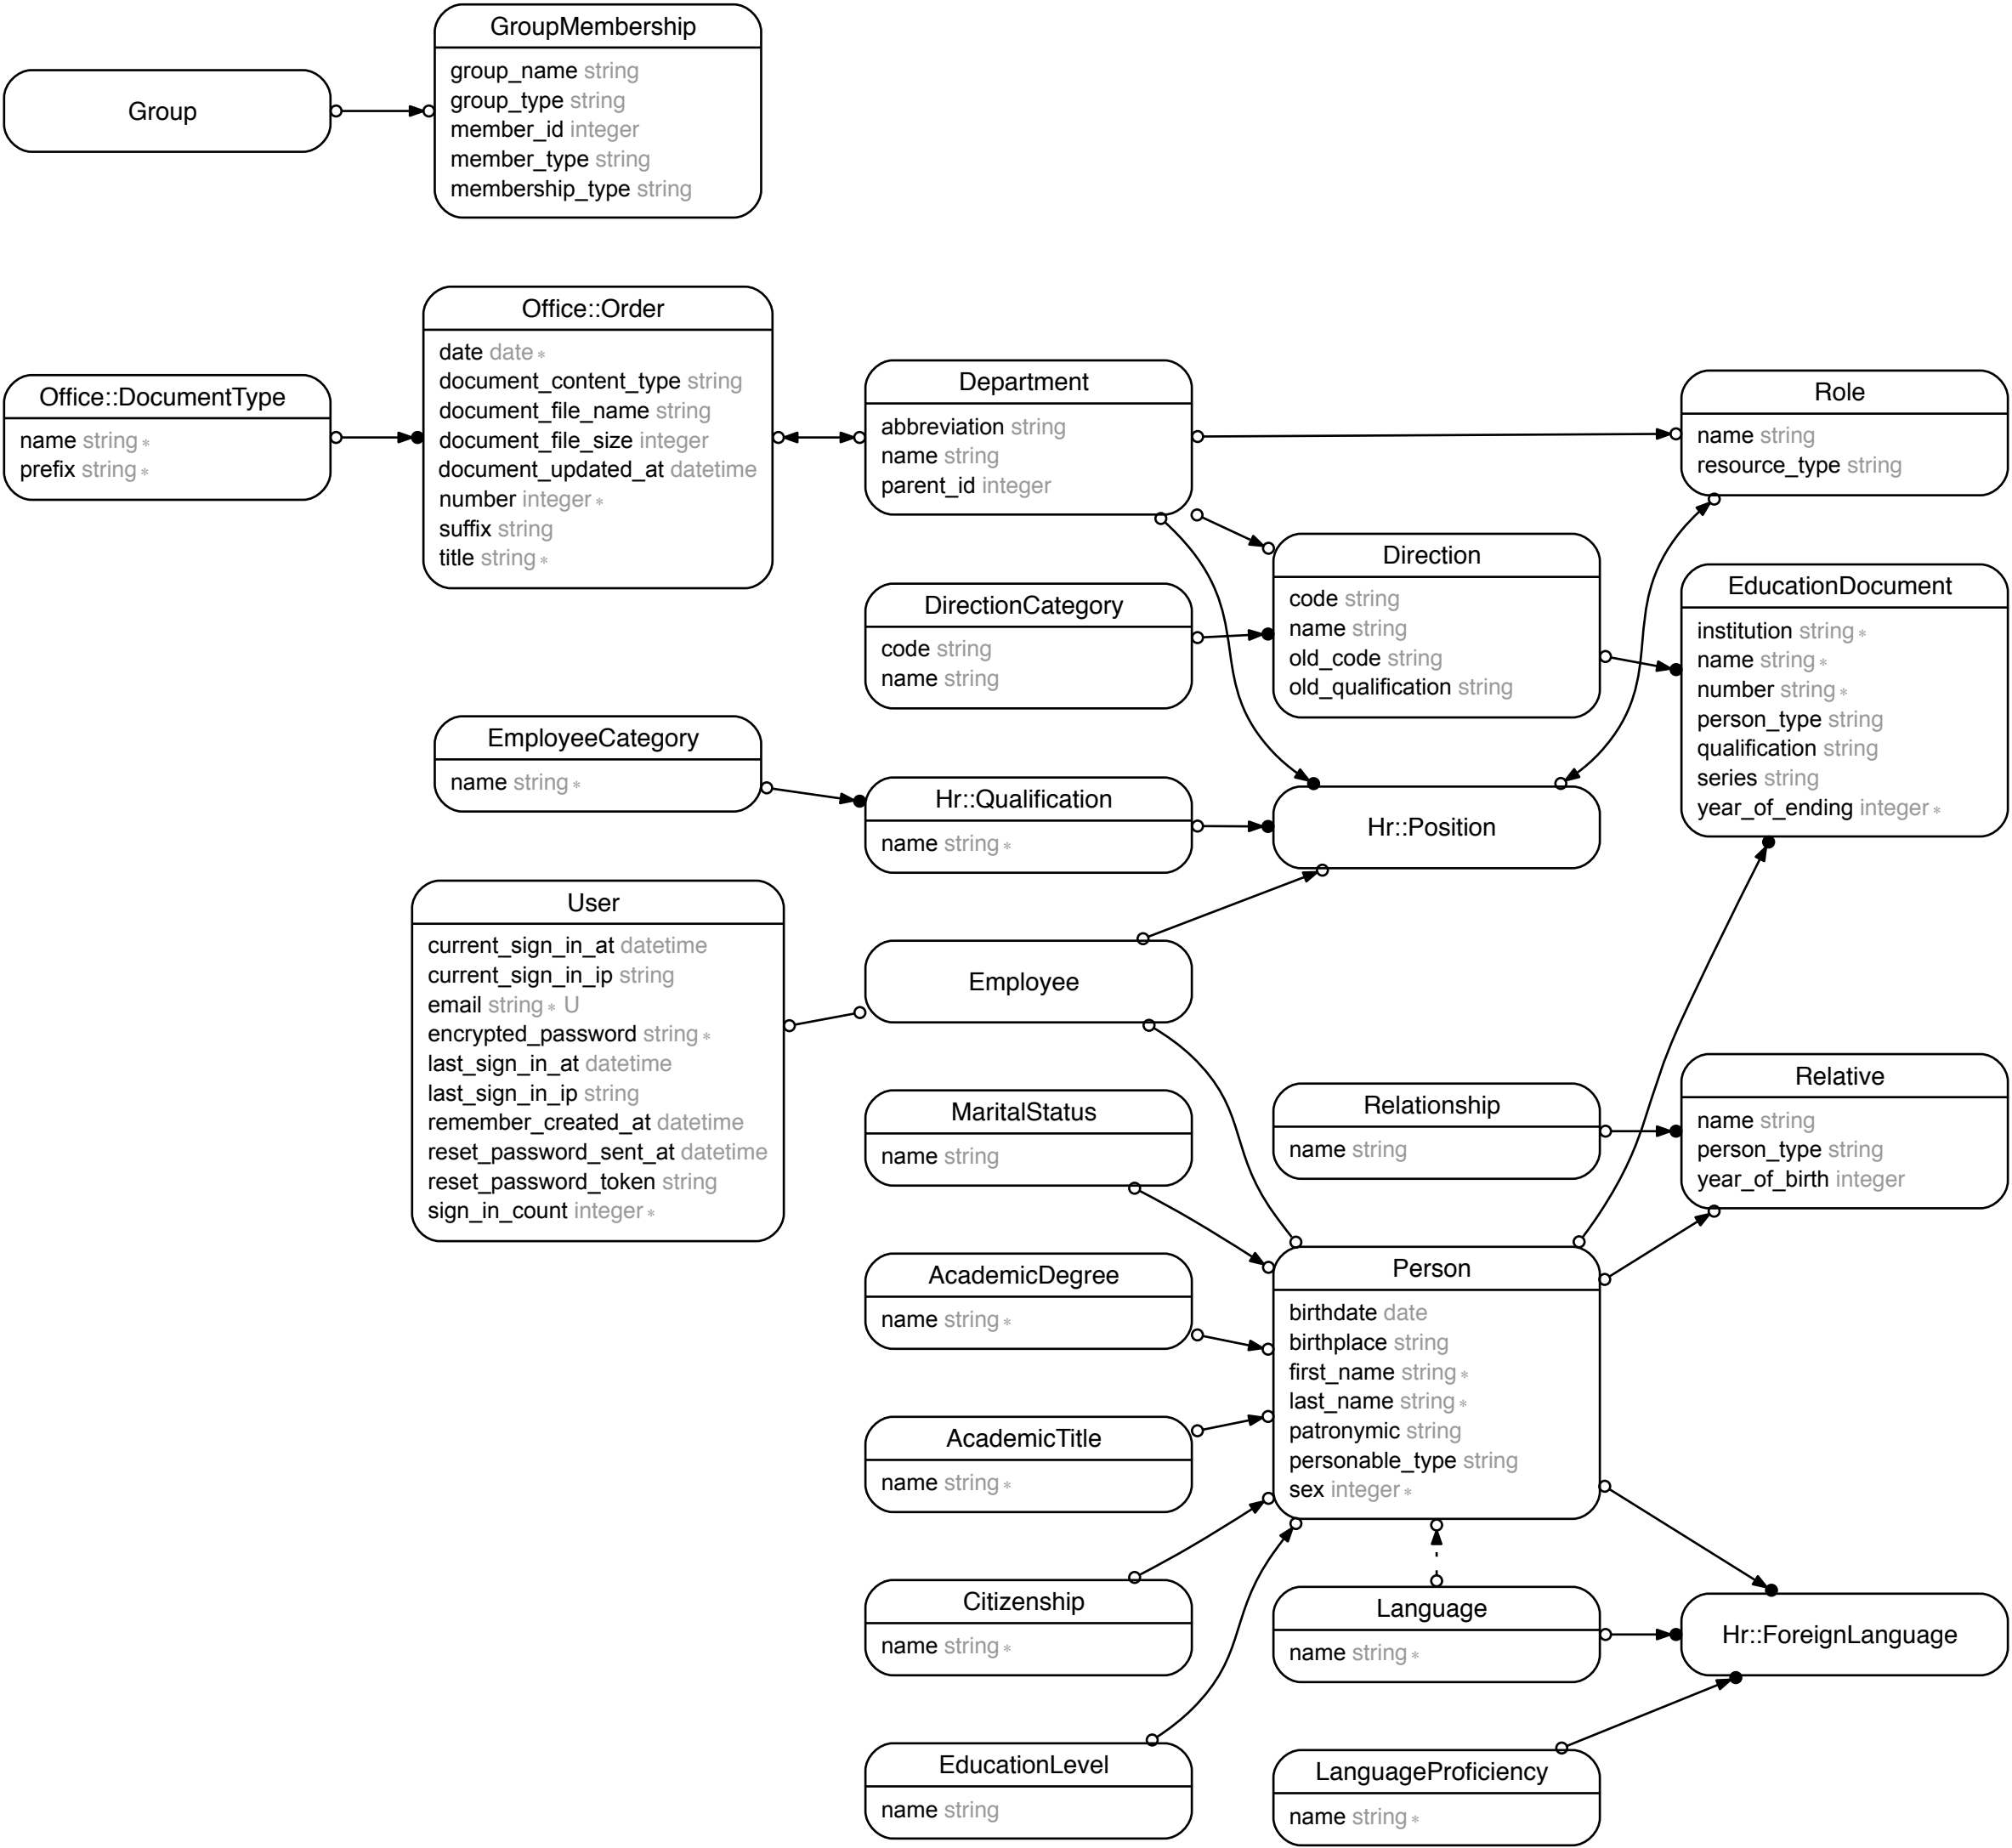 GroupMembership
group_name string
group_type string
member_id integer
member_type string
membership_type string
Group
Office::Order
date date ∗
document_content_type string
document_file_name string
document_file_size integer
document_updated_at datetime
number integer ∗
suffix string
title string ∗
Office::DocumentType
name string ∗
prefix string ∗
Department
abbreviation string
name string
parent_id integer
Role
name string
resource_type string
Direction
code string
name string
old_code string
old_qualification string
DirectionCategory
code string
name string
EducationDocument
institution string ∗
name string ∗
number string ∗
person_type string
qualification string
series string
year_of_ending integer ∗
EmployeeCategory
name string ∗
Hr::Qualification
name string ∗
Hr::Position
User
current_sign_in_at datetime
current_sign_in_ip string
email string ∗ U
encrypted_password string ∗
last_sign_in_at datetime
last_sign_in_ip string
remember_created_at datetime
reset_password_sent_at datetime
reset_password_token string
sign_in_count integer ∗
Employee
MaritalStatus
name string
Relationship
name string
Relative
name string
person_type string
year_of_birth integer
AcademicDegree
name string ∗
Person
birthdate date
birthplace string
first_name string ∗
last_name string ∗
patronymic string
personable_type string
sex integer ∗
AcademicTitle
name string ∗
Citizenship
name string ∗
Language
name string ∗
Hr::ForeignLanguage
EducationLevel
name string
LanguageProficiency
name string ∗